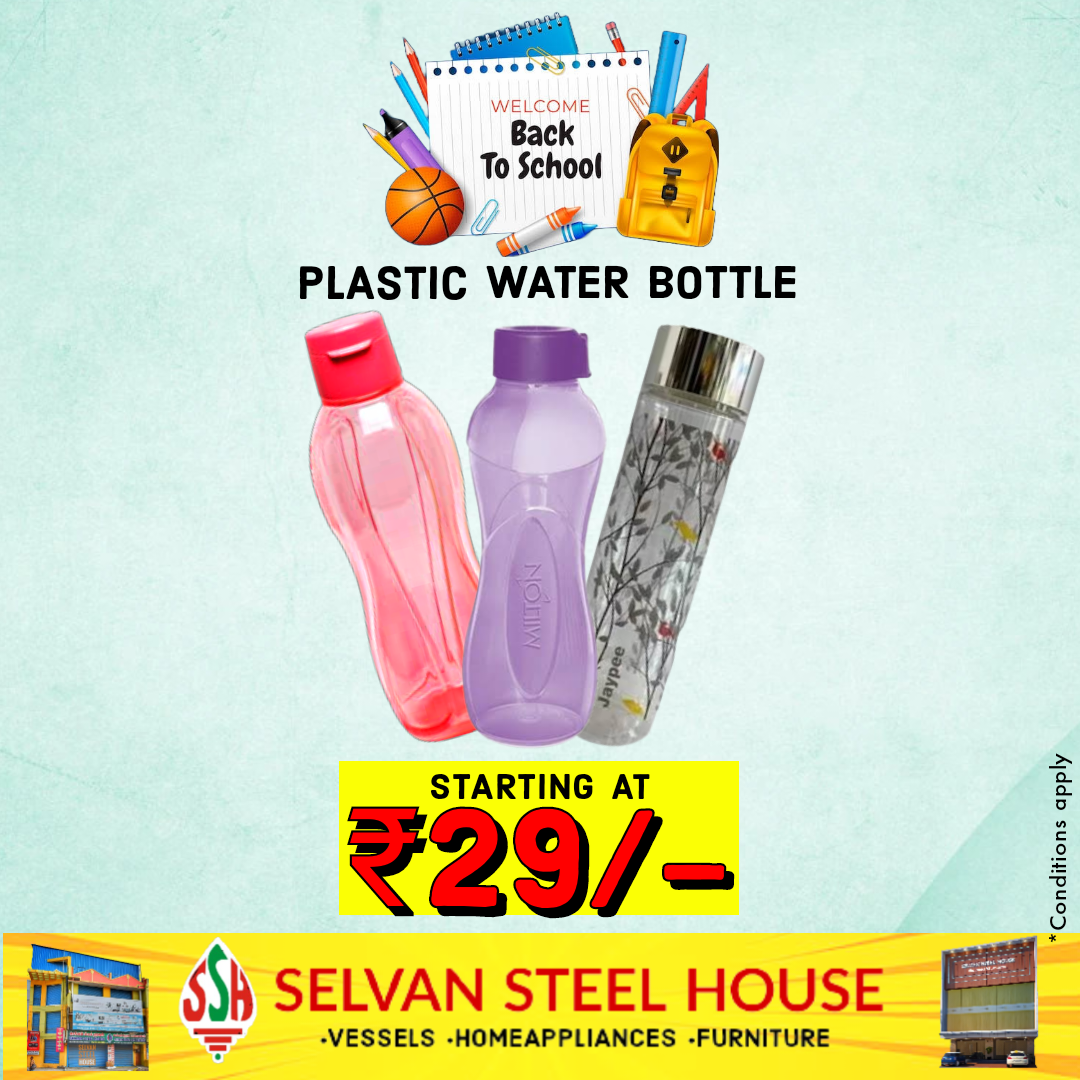 WELCOME
Back
To School
PLASTIC WATER BOTTLE
MILTON
Jaypee
STARTING AT
₹29/-
*Conditions apply
SSH
SELVAN STEEL HOUSE
·VESSELS ·HOMEAPPLIANCES ·FURNITURE